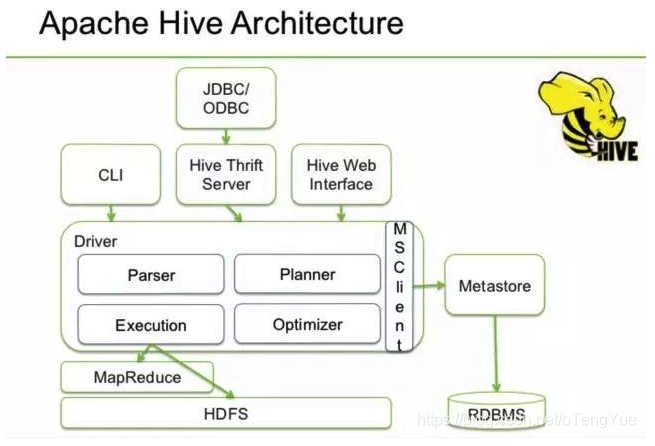 Apache Hive Architecture
JDBC/
ODBC
HIVE
CLI
Hive Thrift
Server
Hive Web
Interface
Driver
Parser
Planner
Execution
Optimizer
M
S
C
li
e
n
t
Metastore
MapReduce
HDFS
RDBMS
https://blog.csdn.net/oTengYue